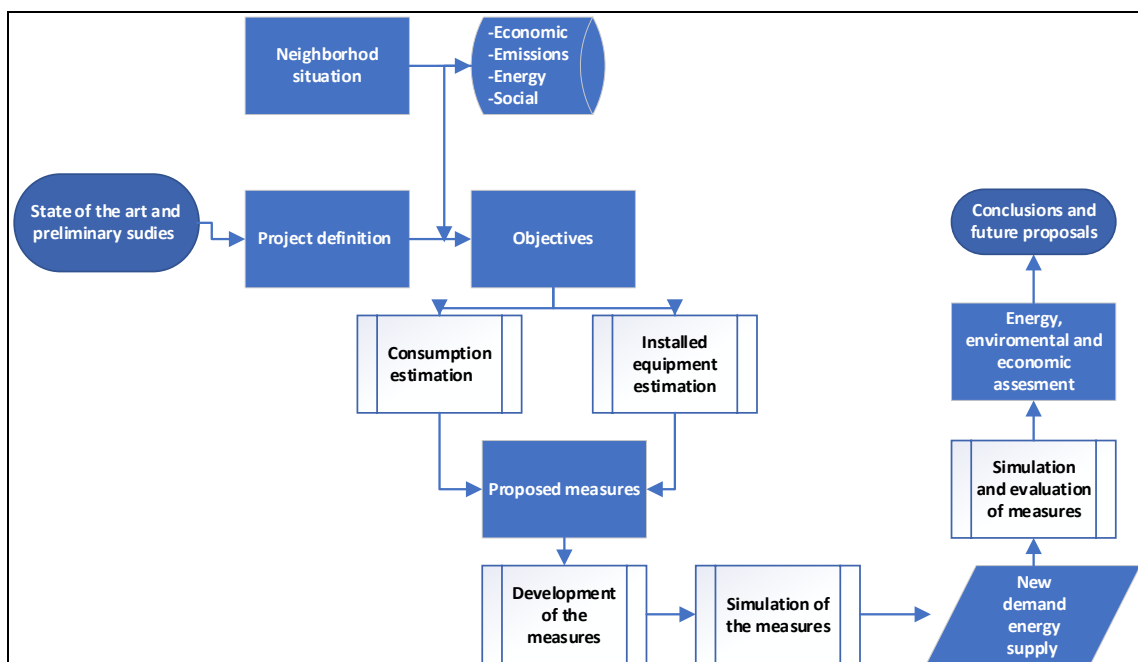 Neighborhod
situation
-Economic
-Emissions
-Energy
-Social
State of the art and
preliminary sudies
Project definition
Objectives
Conclusions and
future proposals
Consumption
estimation
Installed
equipment
estimation
Energy,
enviromental and
economic
assesment
Proposed measures
Simulation
and evaluation
of measures
Development
of the
measures
Simulation of
the measures
New
demand
energy
supply